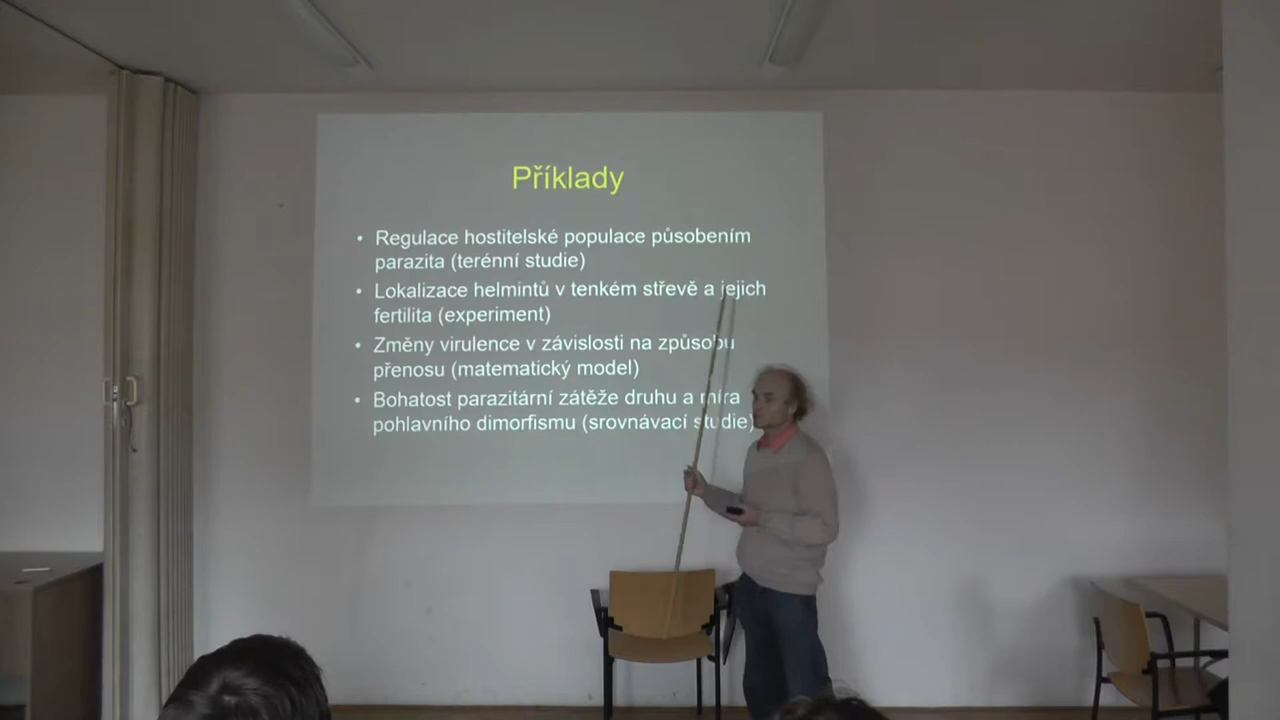 Příklady
• Regulace hostitelské populace působením
parazita (terénní studie)
• Lokalizace helmintů v tenkém střevě a jejich
fertilita (experiment)
• Změny virulence v závislosti na způsobu
přenosu (matematický model)
• Bohatost parazitární zátěže druhu a míra
pohlavního dimorfismu (srovnávací studie)